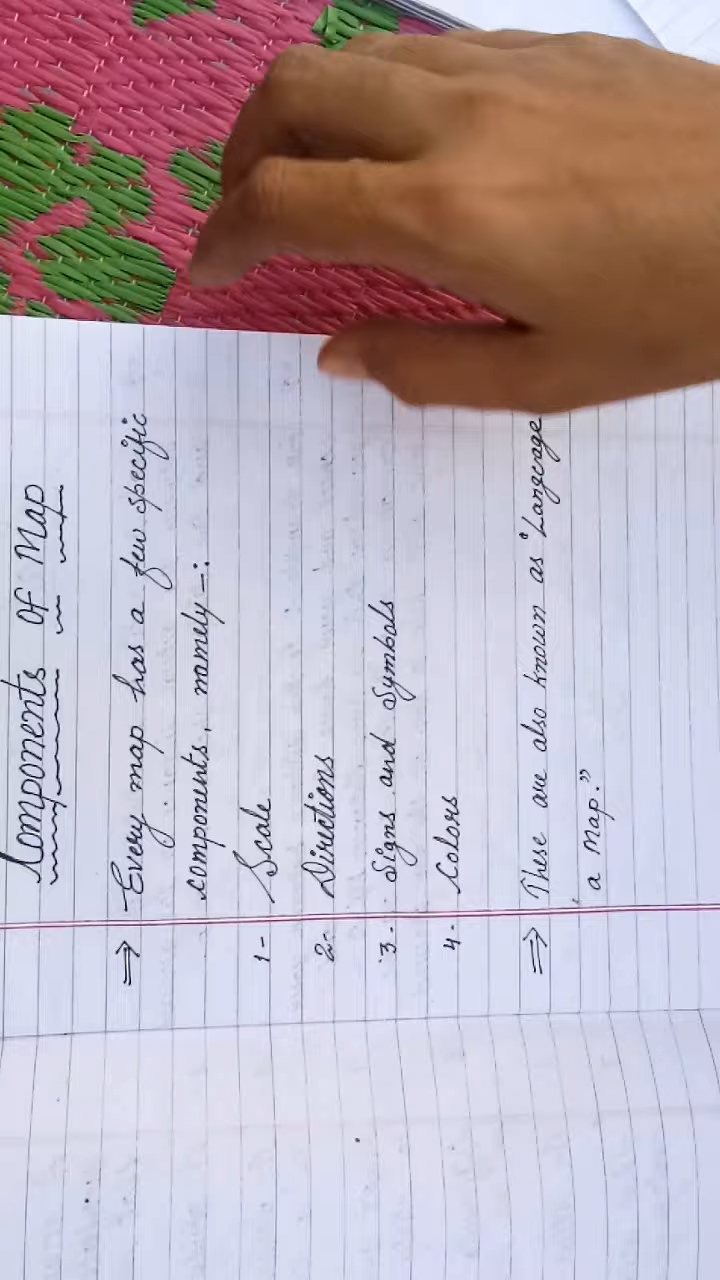 Components Of Map
⇒ Every map has a few specific
components, namely -:
1- Scale
2- Directions
3- Signs and Symbols
4- Colors
⇒ These are also known as "Language
a Map."